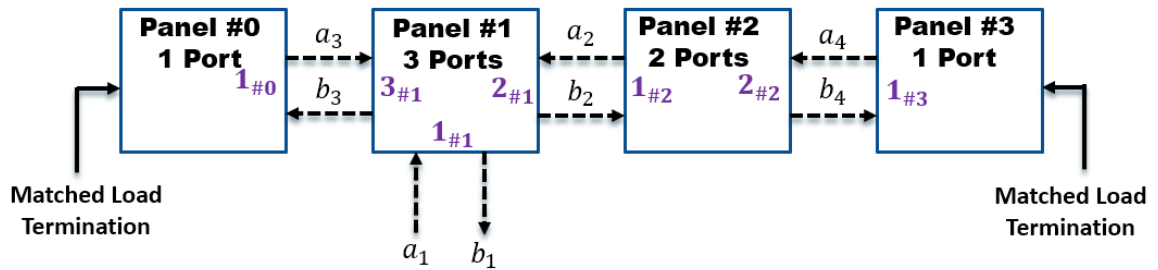 Panel #0
1 Port
1#0
a3
b3
Panel #1
3 Ports
3#1
2#1
1#1
a1
b1
a2
b2
Panel #2
2 Ports
1#2
2#2
a4
b4
Panel #3
1 Port
1#3
Matched Load
Termination
Matched Load
Termination